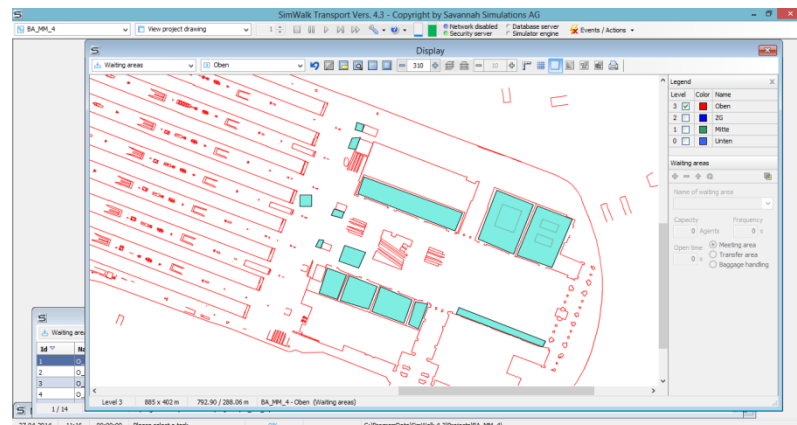 SimWalk Transport Vers. 4.3 - Copyright by Savannah Simulations AG
BA_MM_4
View project drawing
1
Network disabled
Security server
Database server
Simulator engine
Events / Actions
Display
Waiting areas
Oben
310
10
Legend
Level Color Name
3 Oben
2 ZG
1 Mitte
0 Unten
Waiting areas
Name of waiting area
Capacity Frequency
0 Agents 0 s
Open time
0 s
Meeting area
Transfer area
Baggage handling
Waiting area
Id
1
2
3
4
1 / 14
Level 3 885 x 402 m 792.90 / 288.06 m BA_MM_4 - Oben (Waiting areas)